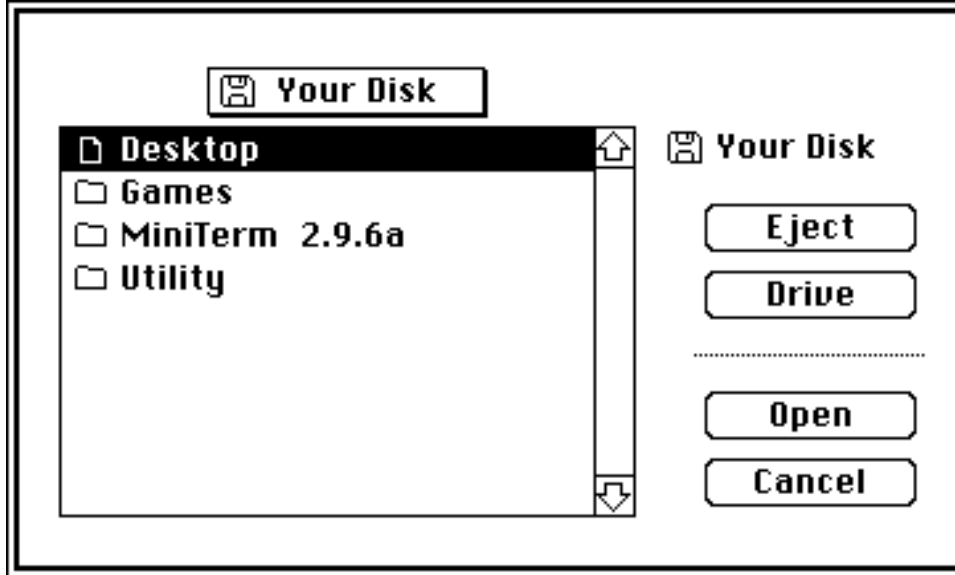 Your Disk
Desktop
Games
MiniTerm 2.9.6a
Utility
Your Disk
Eject
Drive
Open
Cancel